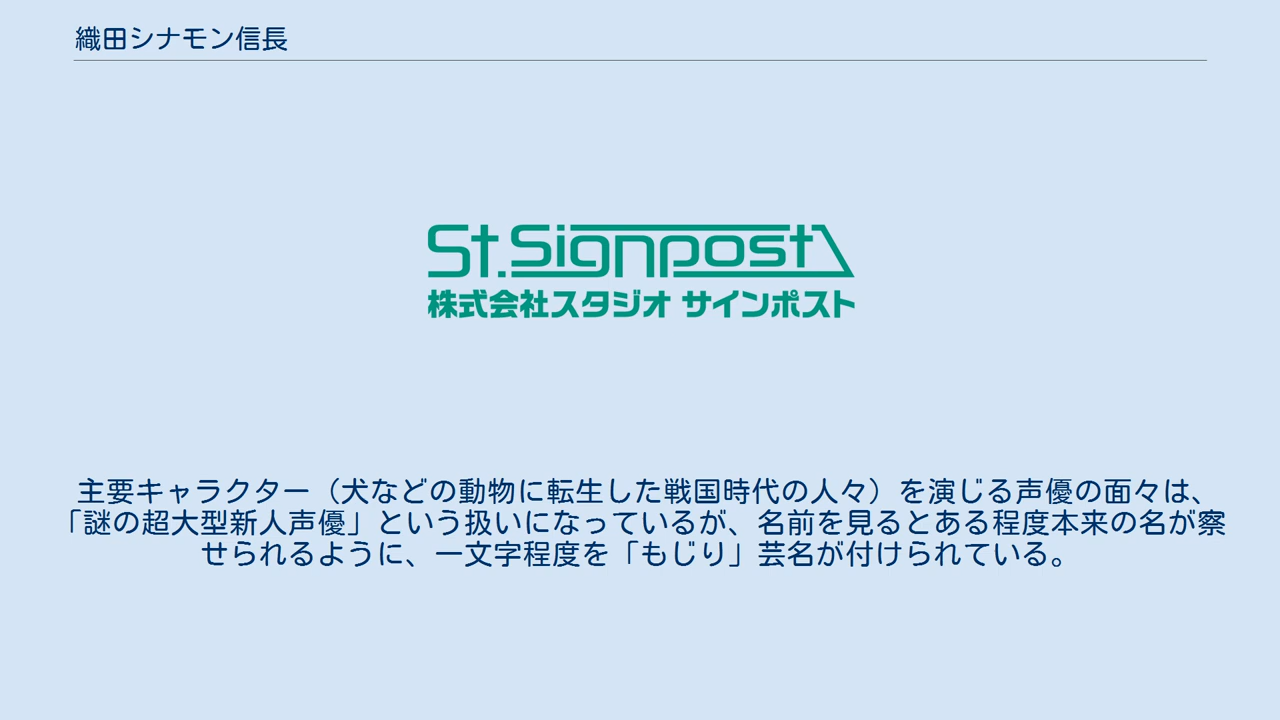 織田シナモン信長
St.Signpost
株式会社スタジオ サインポスト
主要キャラクター（犬などの動物に転生した戦国時代の人々）を演じる声優の面々は、
「謎の超大型新人声優」という扱いになっているが、名前を見るとある程度本来の名が察
せられるように、一文字程度を「もじり」芸名が付けられている。